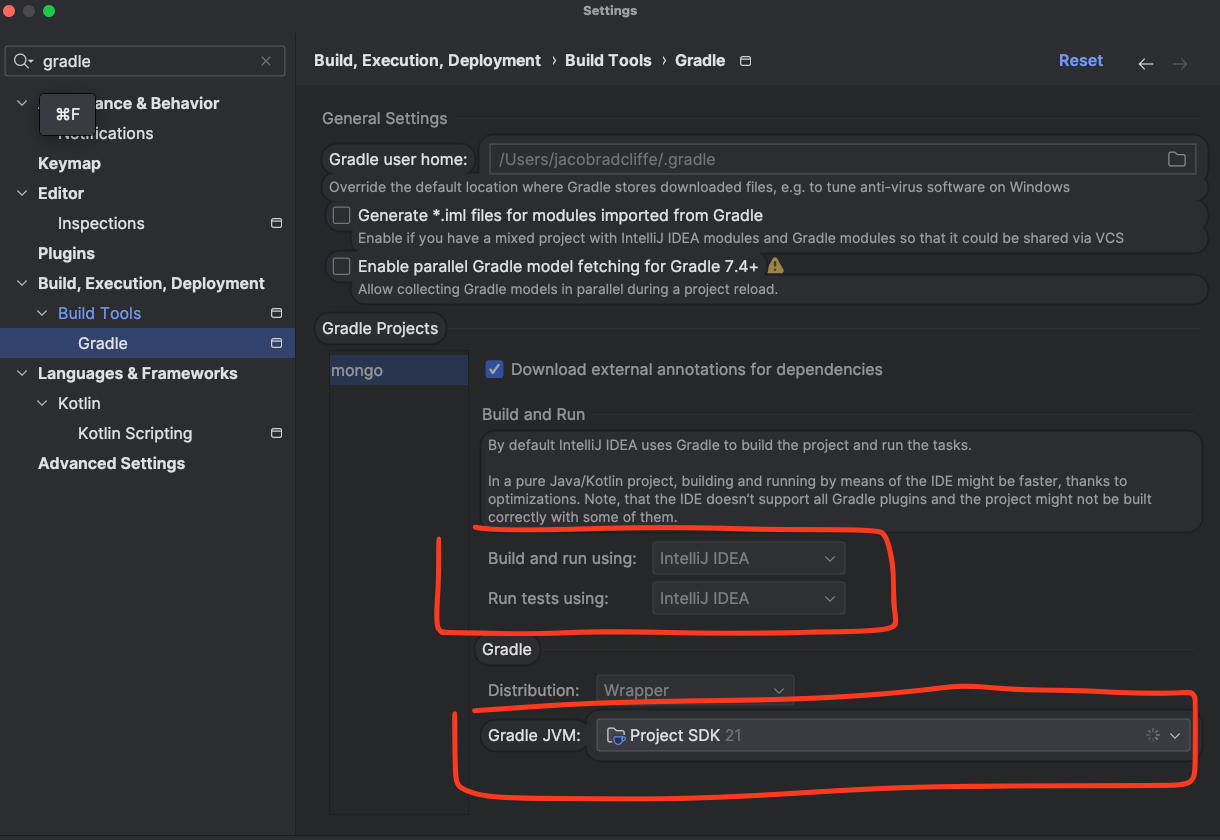 Settings
gradle
Build, Execution, Deployment › Build Tools › Gradle
Reset
ance & Behavior
⌘F
Notifications
Keymap
Editor
Inspections
Plugins
Build, Execution, Deployment
Build Tools
Gradle
Languages & Frameworks
Kotlin
Kotlin Scripting
Advanced Settings
General Settings
Gradle user home: /Users/jacobradcliffe/.gradle
Override the default location where Gradle stores downloaded files, e.g. to tune anti-virus software on Windows
Generate *.iml files for modules imported from Gradle
Enable if you have a mixed project with IntelliJ IDEA modules and Gradle modules so that it could be shared via VCS
Enable parallel Gradle model fetching for Gradle 7.4+
Allow collecting Gradle models in parallel during a project reload.
Gradle Projects
mongo
Download external annotations for dependencies
Build and Run
By default IntelliJ IDEA uses Gradle to build the project and run the tasks.
In a pure Java/Kotlin project, building and running by means of the IDE might be faster, thanks to
optimizations. Note, that the IDE doesn't support all Gradle plugins and the project might not be built
correctly with some of them.
Build and run using: IntelliJ IDEA
Run tests using: IntelliJ IDEA
Gradle
Distribution: Wrapper
Gradle JVM: Project SDK 21